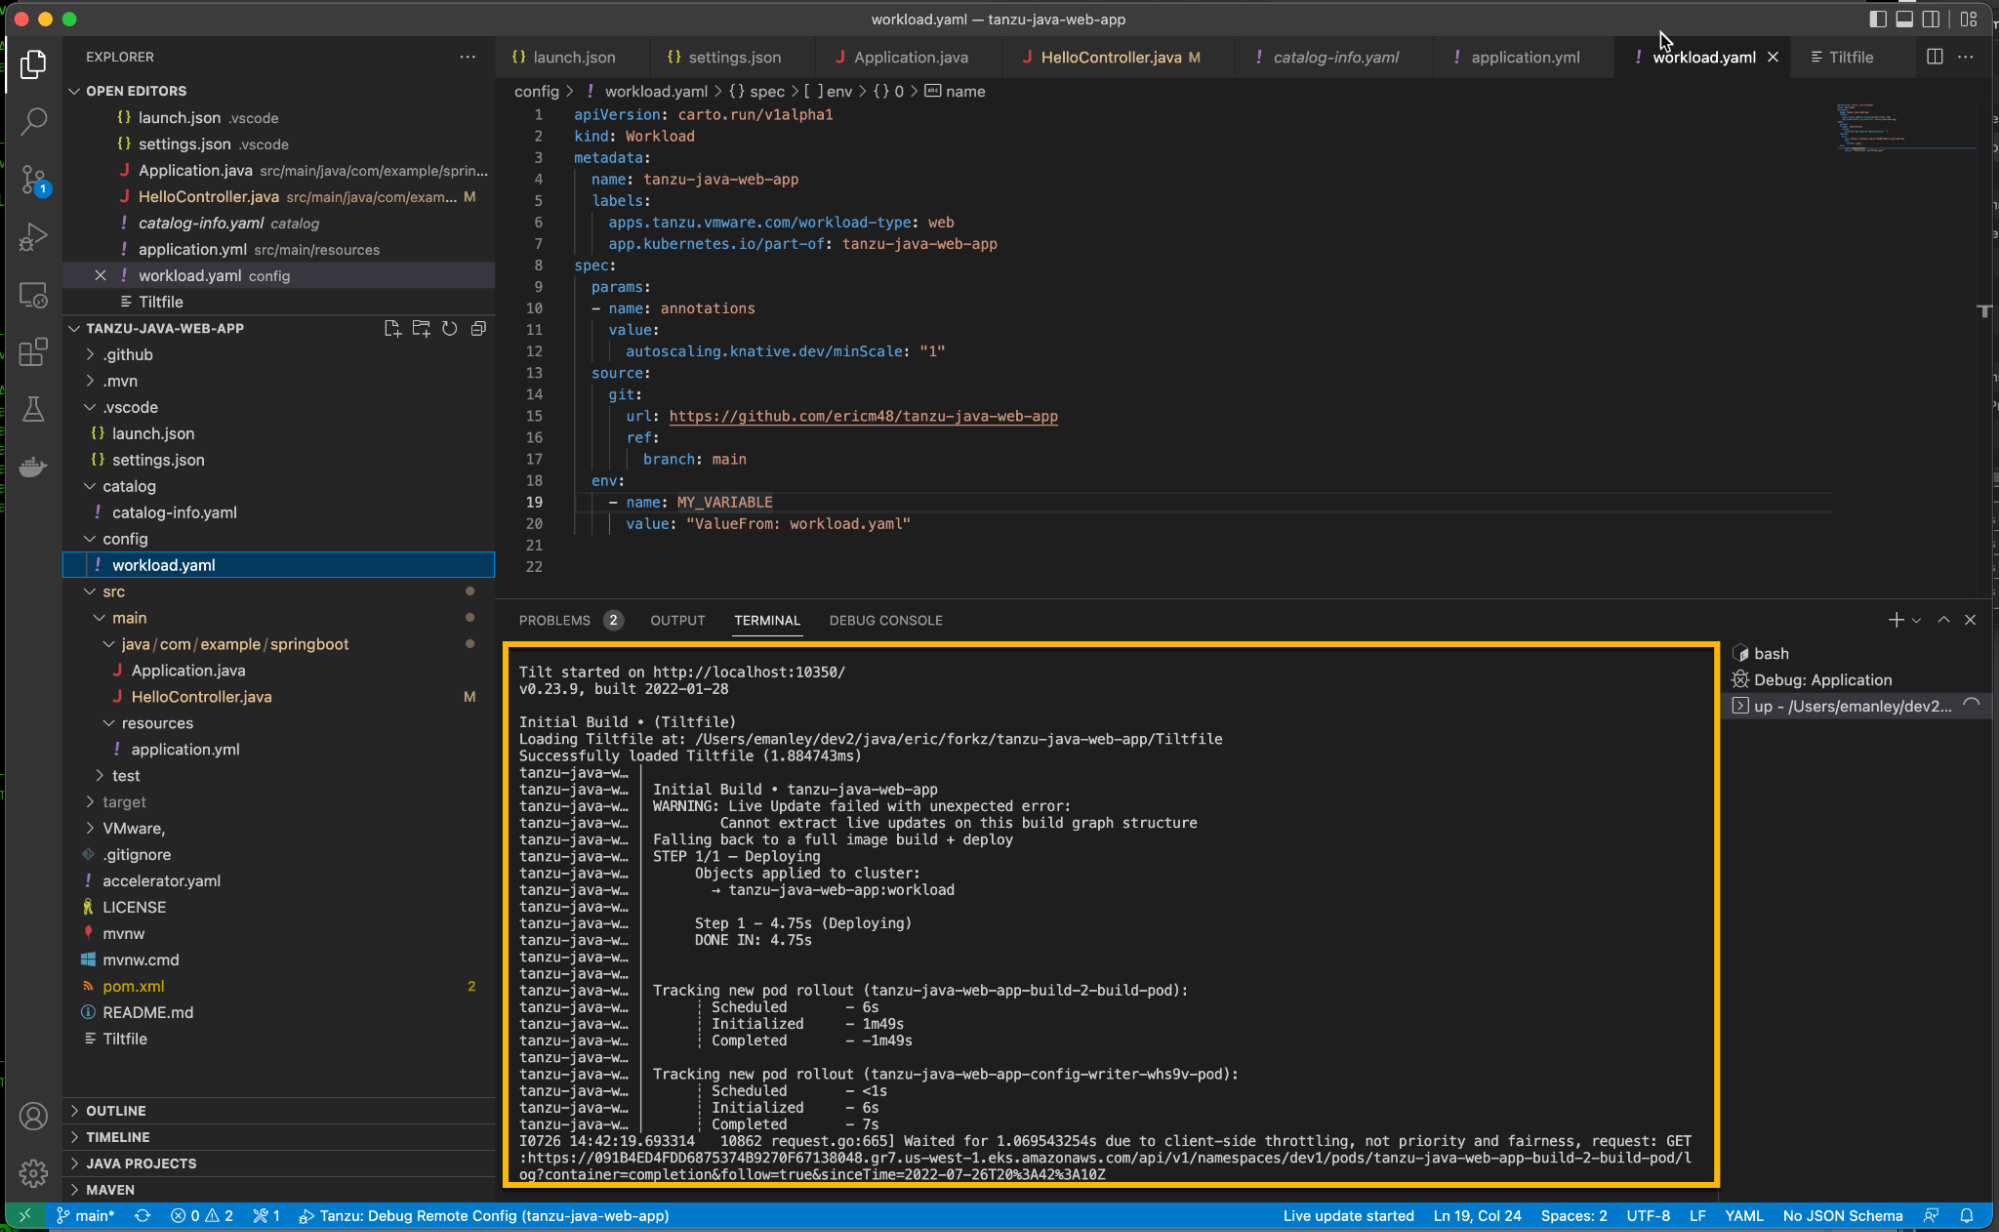 workload.yaml — tanzu-java-web-app
EXPLORER
OPEN EDITORS
{} launch.json .vscode
{} settings.json .vscode
J Application.java src/main/java/com/example/sprin...
J HelloController.java src/main/java/com/exam... M
! catalog-info.yaml catalog
! application.yml src/main/resources
! workload.yaml config
Tiltfile
TANZU-JAVA-WEB-APP
.github
.mvn
.vscode
{} launch.json
{} settings.json
catalog
! catalog-info.yaml
config
! workload.yaml
src
main
java/com/example/springboot
J Application.java
J HelloController.java M
resources
! application.yml
test
target
VMware,
.gitignore
! accelerator.yaml
LICENSE
mvnw
mvnw.cmd
pom.xml 2
README.md
Tiltfile
OUTLINE
TIMELINE
JAVA PROJECTS
MAVEN
1
{} launch.json {} settings.json J Application.java J HelloController.java M ! catalog-info.yaml ! application.yml ! workload.yaml Tiltfile
config > ! workload.yaml > {} spec > [ ] env > {} 0 > abc name
1 apiVersion: carto.run/v1alpha1
2 kind: Workload
3 metadata:
4 name: tanzu-java-web-app
5 labels:
6 apps.tanzu.vmware.com/workload-type: web
7 app.kubernetes.io/part-of: tanzu-java-web-app
8 spec:
9 params:
10 - name: annotations
11 value:
12 autoscaling.knative.dev/minScale: "1"
13 source:
14 git:
15 url: https://github.com/ericm48/tanzu-java-web-app
16 ref:
17 branch: main
18 env:
19 - name: MY_VARIABLE
20 value: "ValueFrom: workload.yaml"
21
22
PROBLEMS 2 OUTPUT TERMINAL DEBUG CONSOLE
Tilt started on http://localhost:10350/
v0.23.9, built 2022-01-28
Initial Build • (Tiltfile)
Loading Tiltfile at: /Users/emanley/dev2/java/eric/forkz/tanzu-java-web-app/Tiltfile
Successfully loaded Tiltfile (1.884743ms)
tanzu-java-w… │
tanzu-java-w… │ Initial Build • tanzu-java-web-app
tanzu-java-w… │ WARNING: Live Update failed with unexpected error:
tanzu-java-w… │ Cannot extract live updates on this build graph structure
tanzu-java-w… │ Falling back to a full image build + deploy
tanzu-java-w… │ STEP 1/1 — Deploying
tanzu-java-w… │ Objects applied to cluster:
tanzu-java-w… │ → tanzu-java-web-app:workload
tanzu-java-w… │
tanzu-java-w… │ Step 1 - 4.75s (Deploying)
tanzu-java-w… │ DONE IN: 4.75s
tanzu-java-w… │
tanzu-java-w… │
tanzu-java-w… │ Tracking new pod rollout (tanzu-java-web-app-build-2-build-pod):
tanzu-java-w… │ ┊ Scheduled - 6s
tanzu-java-w… │ ┊ Initialized - 1m49s
tanzu-java-w… │ ┊ Completed - -1m49s
tanzu-java-w… │
tanzu-java-w… │ Tracking new pod rollout (tanzu-java-web-app-config-writer-whs9v-pod):
tanzu-java-w… │ ┊ Scheduled - <1s
tanzu-java-w… │ ┊ Initialized - 6s
tanzu-java-w… │ ┊ Completed - 7s
I0726 14:42:19.693314 10862 request.go:665] Waited for 1.069543254s due to client-side throttling, not priority and fairness, request: GET
:https://091B4ED4FDD6875374B9270F67138048.gr7.us-west-1.eks.amazonaws.com/api/v1/namespaces/dev1/pods/tanzu-java-web-app-build-2-build-pod/l
og?container=completion&follow=true&sinceTime=2022-07-26T20%3A42%3A10Z
bash
Debug: Application
up - /Users/emanley/dev2...
main* 0 2 1 Tanzu: Debug Remote Config (tanzu-java-web-app) Live update started Ln 19, Col 24 Spaces: 2 UTF-8 LF YAML No JSON Schema